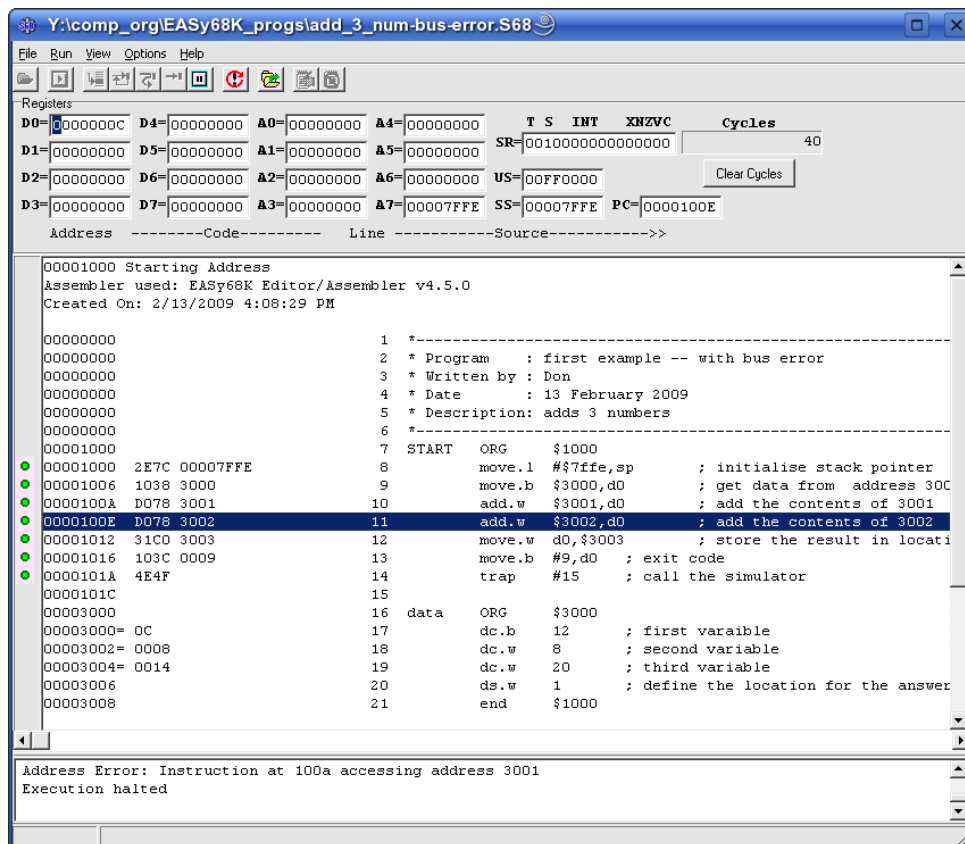 Y:\comp_org\EASy68K_progs\add_3_num-bus-error.S68
File Run View Options Help
Registers
D0= 0000000C D4= 00000000 A0= 00000000 A4= 00000000 T S INT XNZVC Cycles
D1= 00000000 D5= 00000000 A1= 00000000 A5= 00000000 SR= 0010000000000000 40
D2= 00000000 D6= 00000000 A2= 00000000 A6= 00000000 US= 00FF0000 Clear Cycles
D3= 00000000 D7= 00000000 A3= 00000000 A7= 00007FFE SS= 00007FFE PC= 0000100E
Address --------Code--------- Line -----------Source----------->>
00001000 Starting Address
Assembler used: EASy68K Editor/Assembler v4.5.0
Created On: 2/13/2009 4:08:29 PM
00000000 1 *-----------------------------------------------------------
00000000 2 * Program : first example -- with bus error
00000000 3 * Written by : Don
00000000 4 * Date : 13 February 2009
00000000 5 * Description: adds 3 numbers
00000000 6 *-----------------------------------------------------------
00001000 7 START ORG $1000
00001000 2E7C 00007FFE 8 move.l #$7ffe,sp ; initialise stack pointer
00001006 1038 3000 9 move.b $3000,d0 ; get data from address 300
0000100A D078 3001 10 add.w $3001,d0 ; add the contents of 3001
0000100E D078 3002 11 add.w $3002,d0 ; add the contents of 3002
00001012 31C0 3003 12 move.w d0,$3003 ; store the result in locati
00001016 103C 0009 13 move.b #9,d0 ; exit code
0000101A 4E4F 14 trap #15 ; call the simulator
0000101C 15
00003000 16 data ORG $3000
00003000= 0C 17 dc.b 12 ; first varaible
00003002= 0008 18 dc.w 8 ; second variable
00003004= 0014 19 dc.w 20 ; third variable
00003006 20 ds.w 1 ; define the location for the answer
00003008 21 end $1000
Address Error: Instruction at 100a accessing address 3001
Execution halted